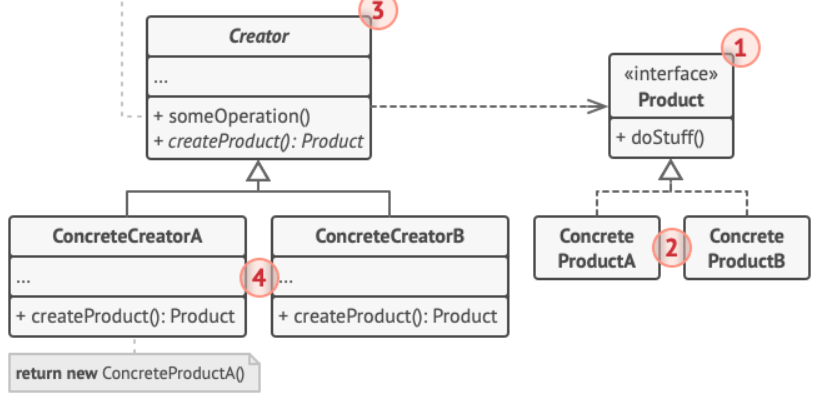 3
Creator
...
+ someOperation()
+ createProduct(): Product
1
«interface»
Product
+ doStuff()
ConcreteCreatorA
...
+ createProduct(): Product
4
ConcreteCreatorB
...
+ createProduct(): Product
Concrete
ProductA
2
Concrete
ProductB
return new ConcreteProductA()